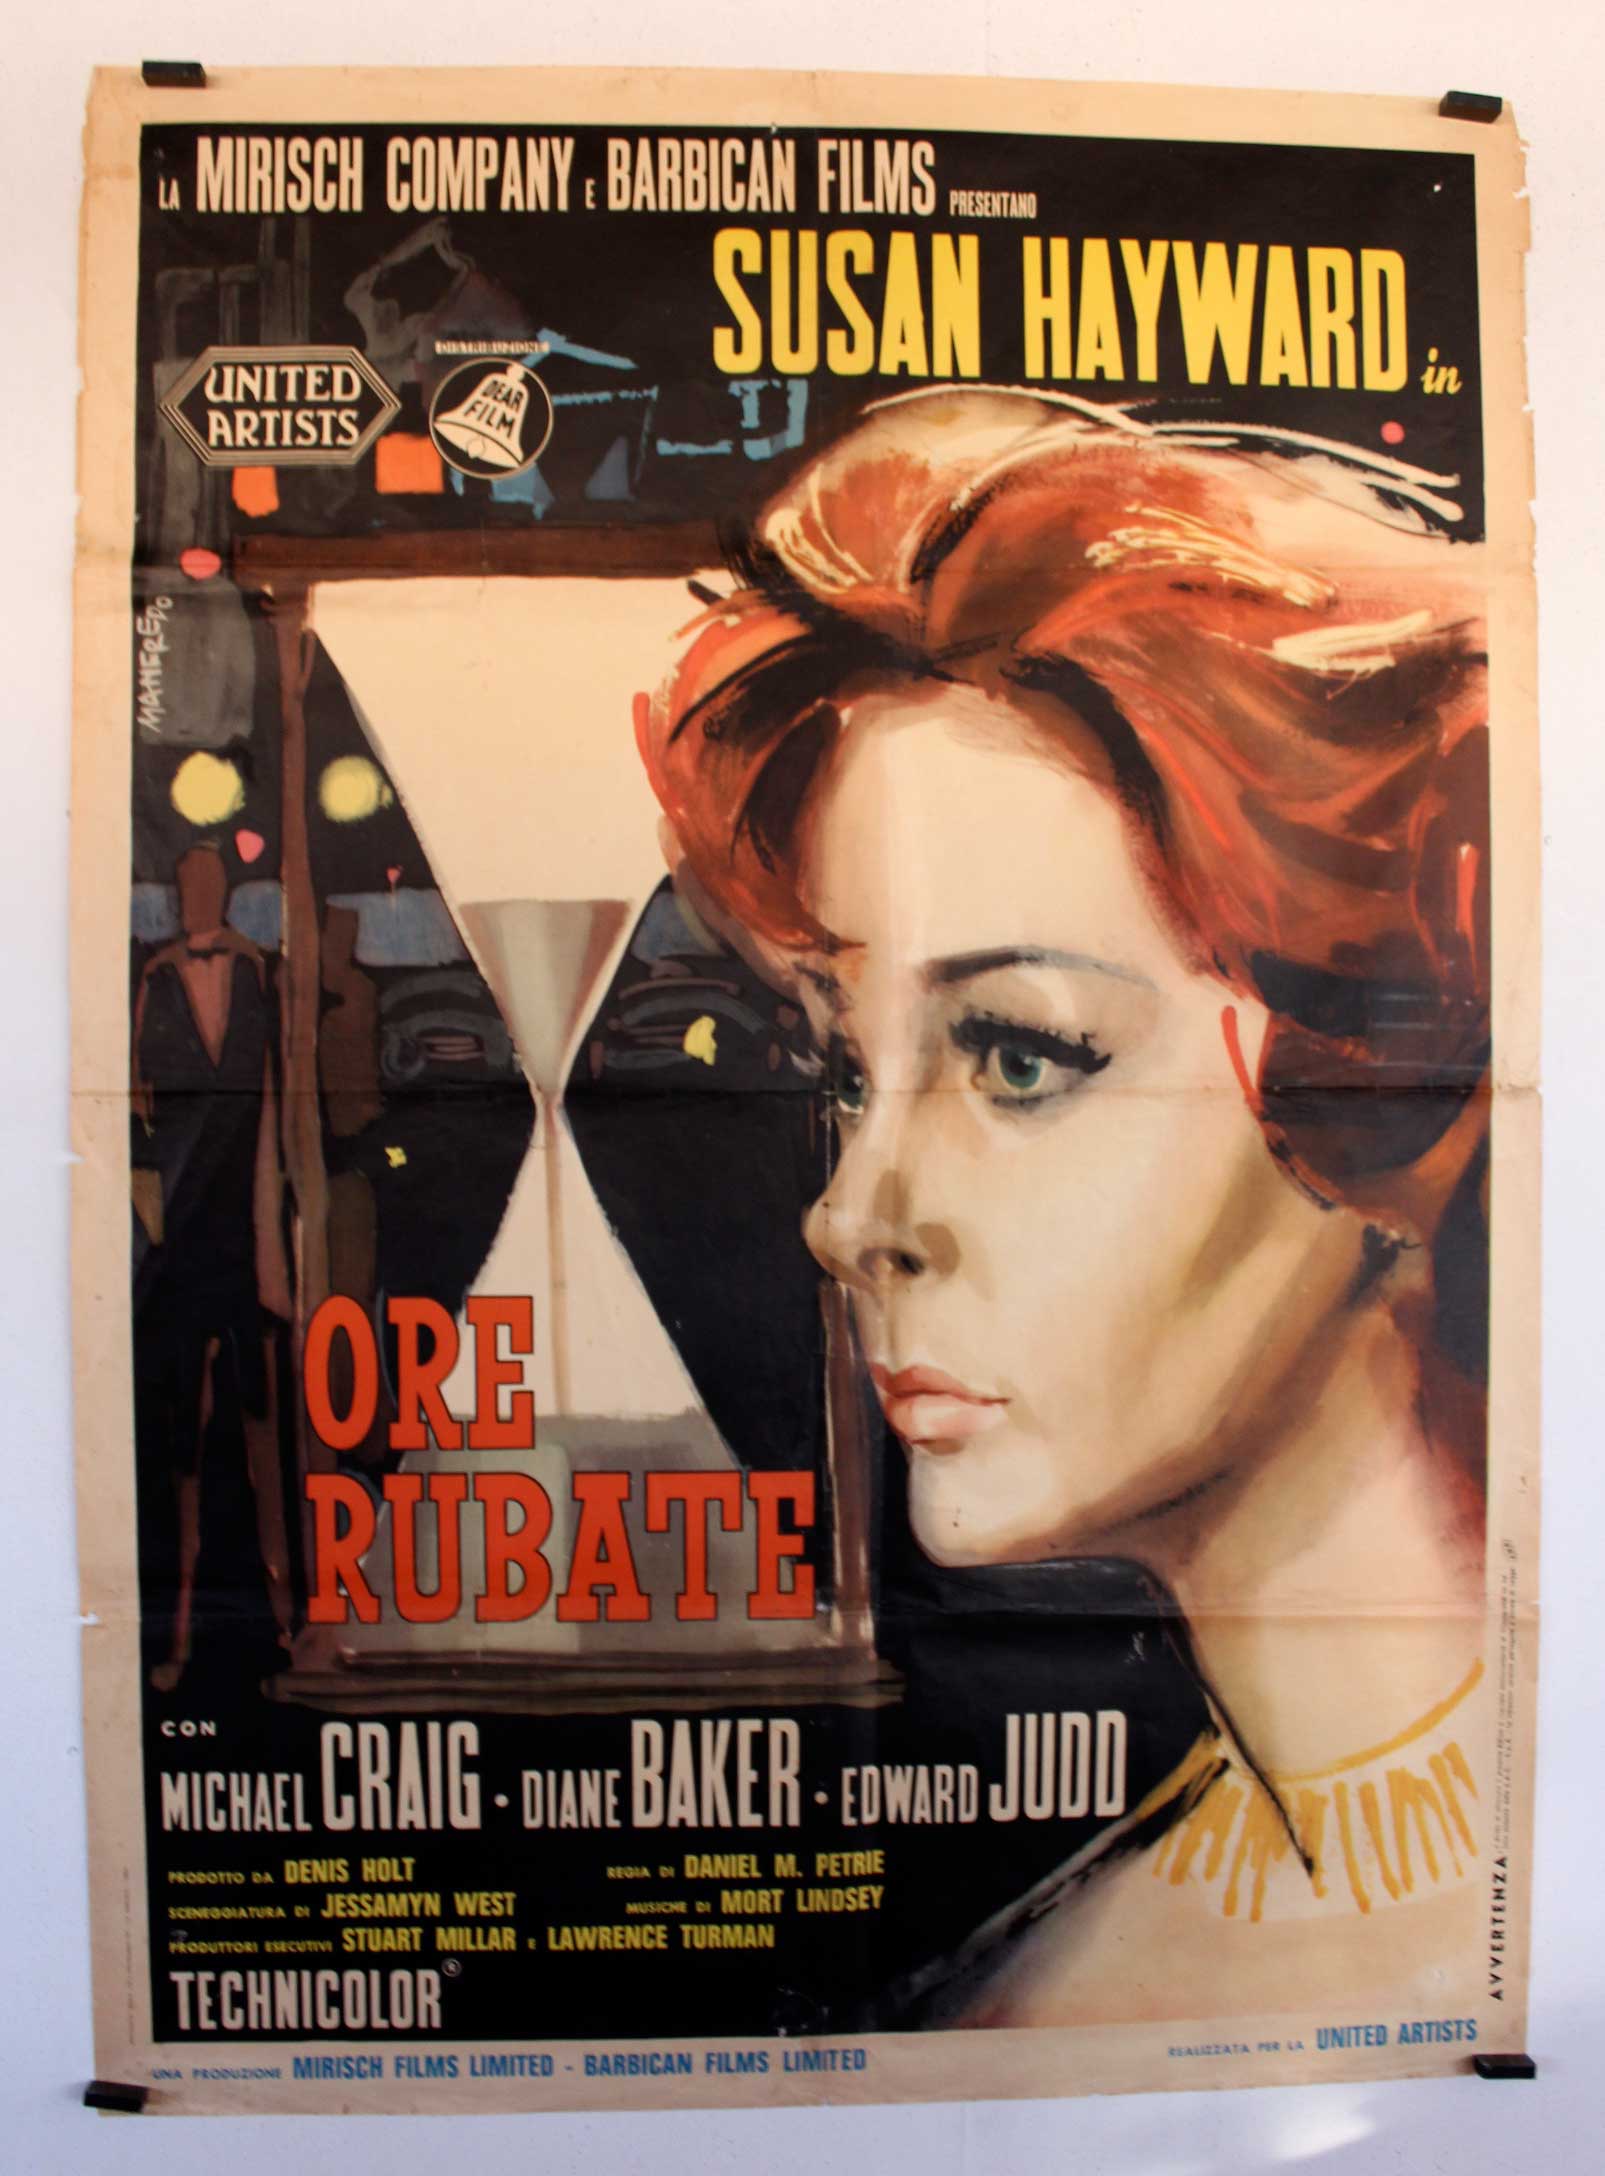 LA MIRISCH COMPANY E BARBICAN FILMS PRESENTANO
SUSAN HAYWARD in
DISTRIBUZIONE
UNITED
ARTISTS
DEAR
FILM
MANFREDO
ORE
RUBATE
CON
MICHAEL CRAIG • DIANE BAKER • EDWARD JUDD
PRODOTTO DA DENIS HOLT
REGIA DI DANIEL M. PETRIE
SCENEGGIATURA DI JESSAMYN WEST
MUSICHE DI MORT LINDSEY
PRODUTTORI ESECUTIVI STUART MILLAR E LAWRENCE TURMAN
TECHNICOLOR®
UNA PRODUZIONE MIRISCH FILMS LIMITED - BARBICAN FILMS LIMITED
REALIZZATA PER LA UNITED ARTISTS
AVVERTENZA